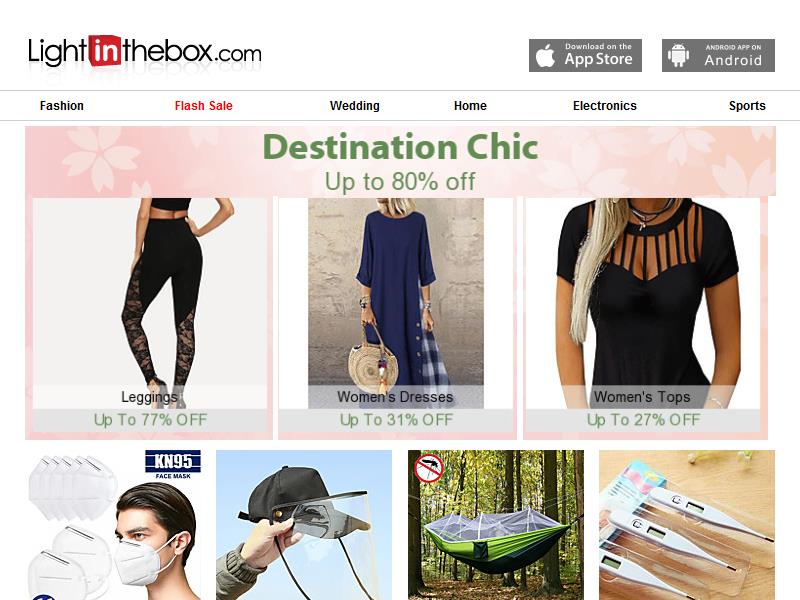 Lightinthebox.com
Download on the
App Store
ANDROID APP ON
Android
Fashion
Flash Sale
Wedding
Home
Electronics
Sports
Destination Chic
Up to 80% off
Leggings
Women's Dresses
Women's Tops
Up To 77% OFF
Up To 31% OFF
Up To 27% OFF
KN95
FACE MASK